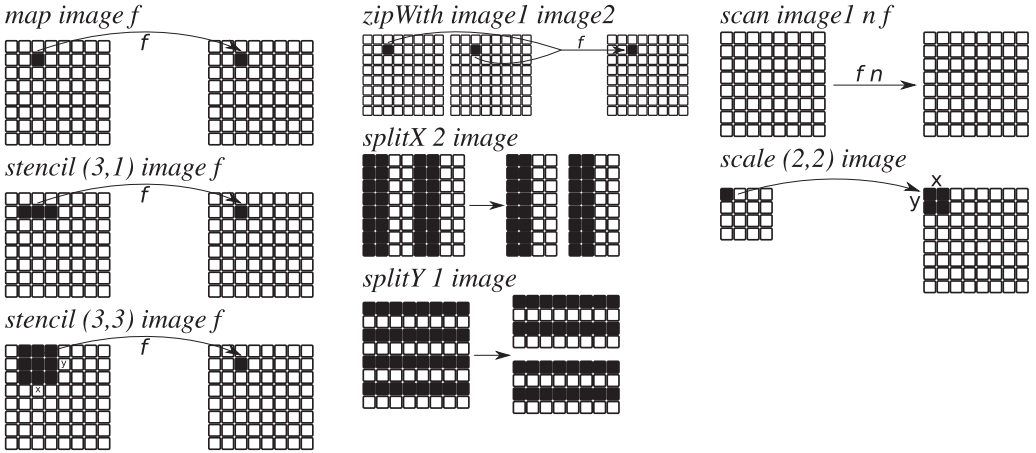 map image f
f
stencil (3,1) image f
f
stencil (3,3) image f
f
y
x
zipWith image1 image2
f
splitX 2 image
splitY 1 image
scan image1 n f
f n
scale (2,2) image
x
y